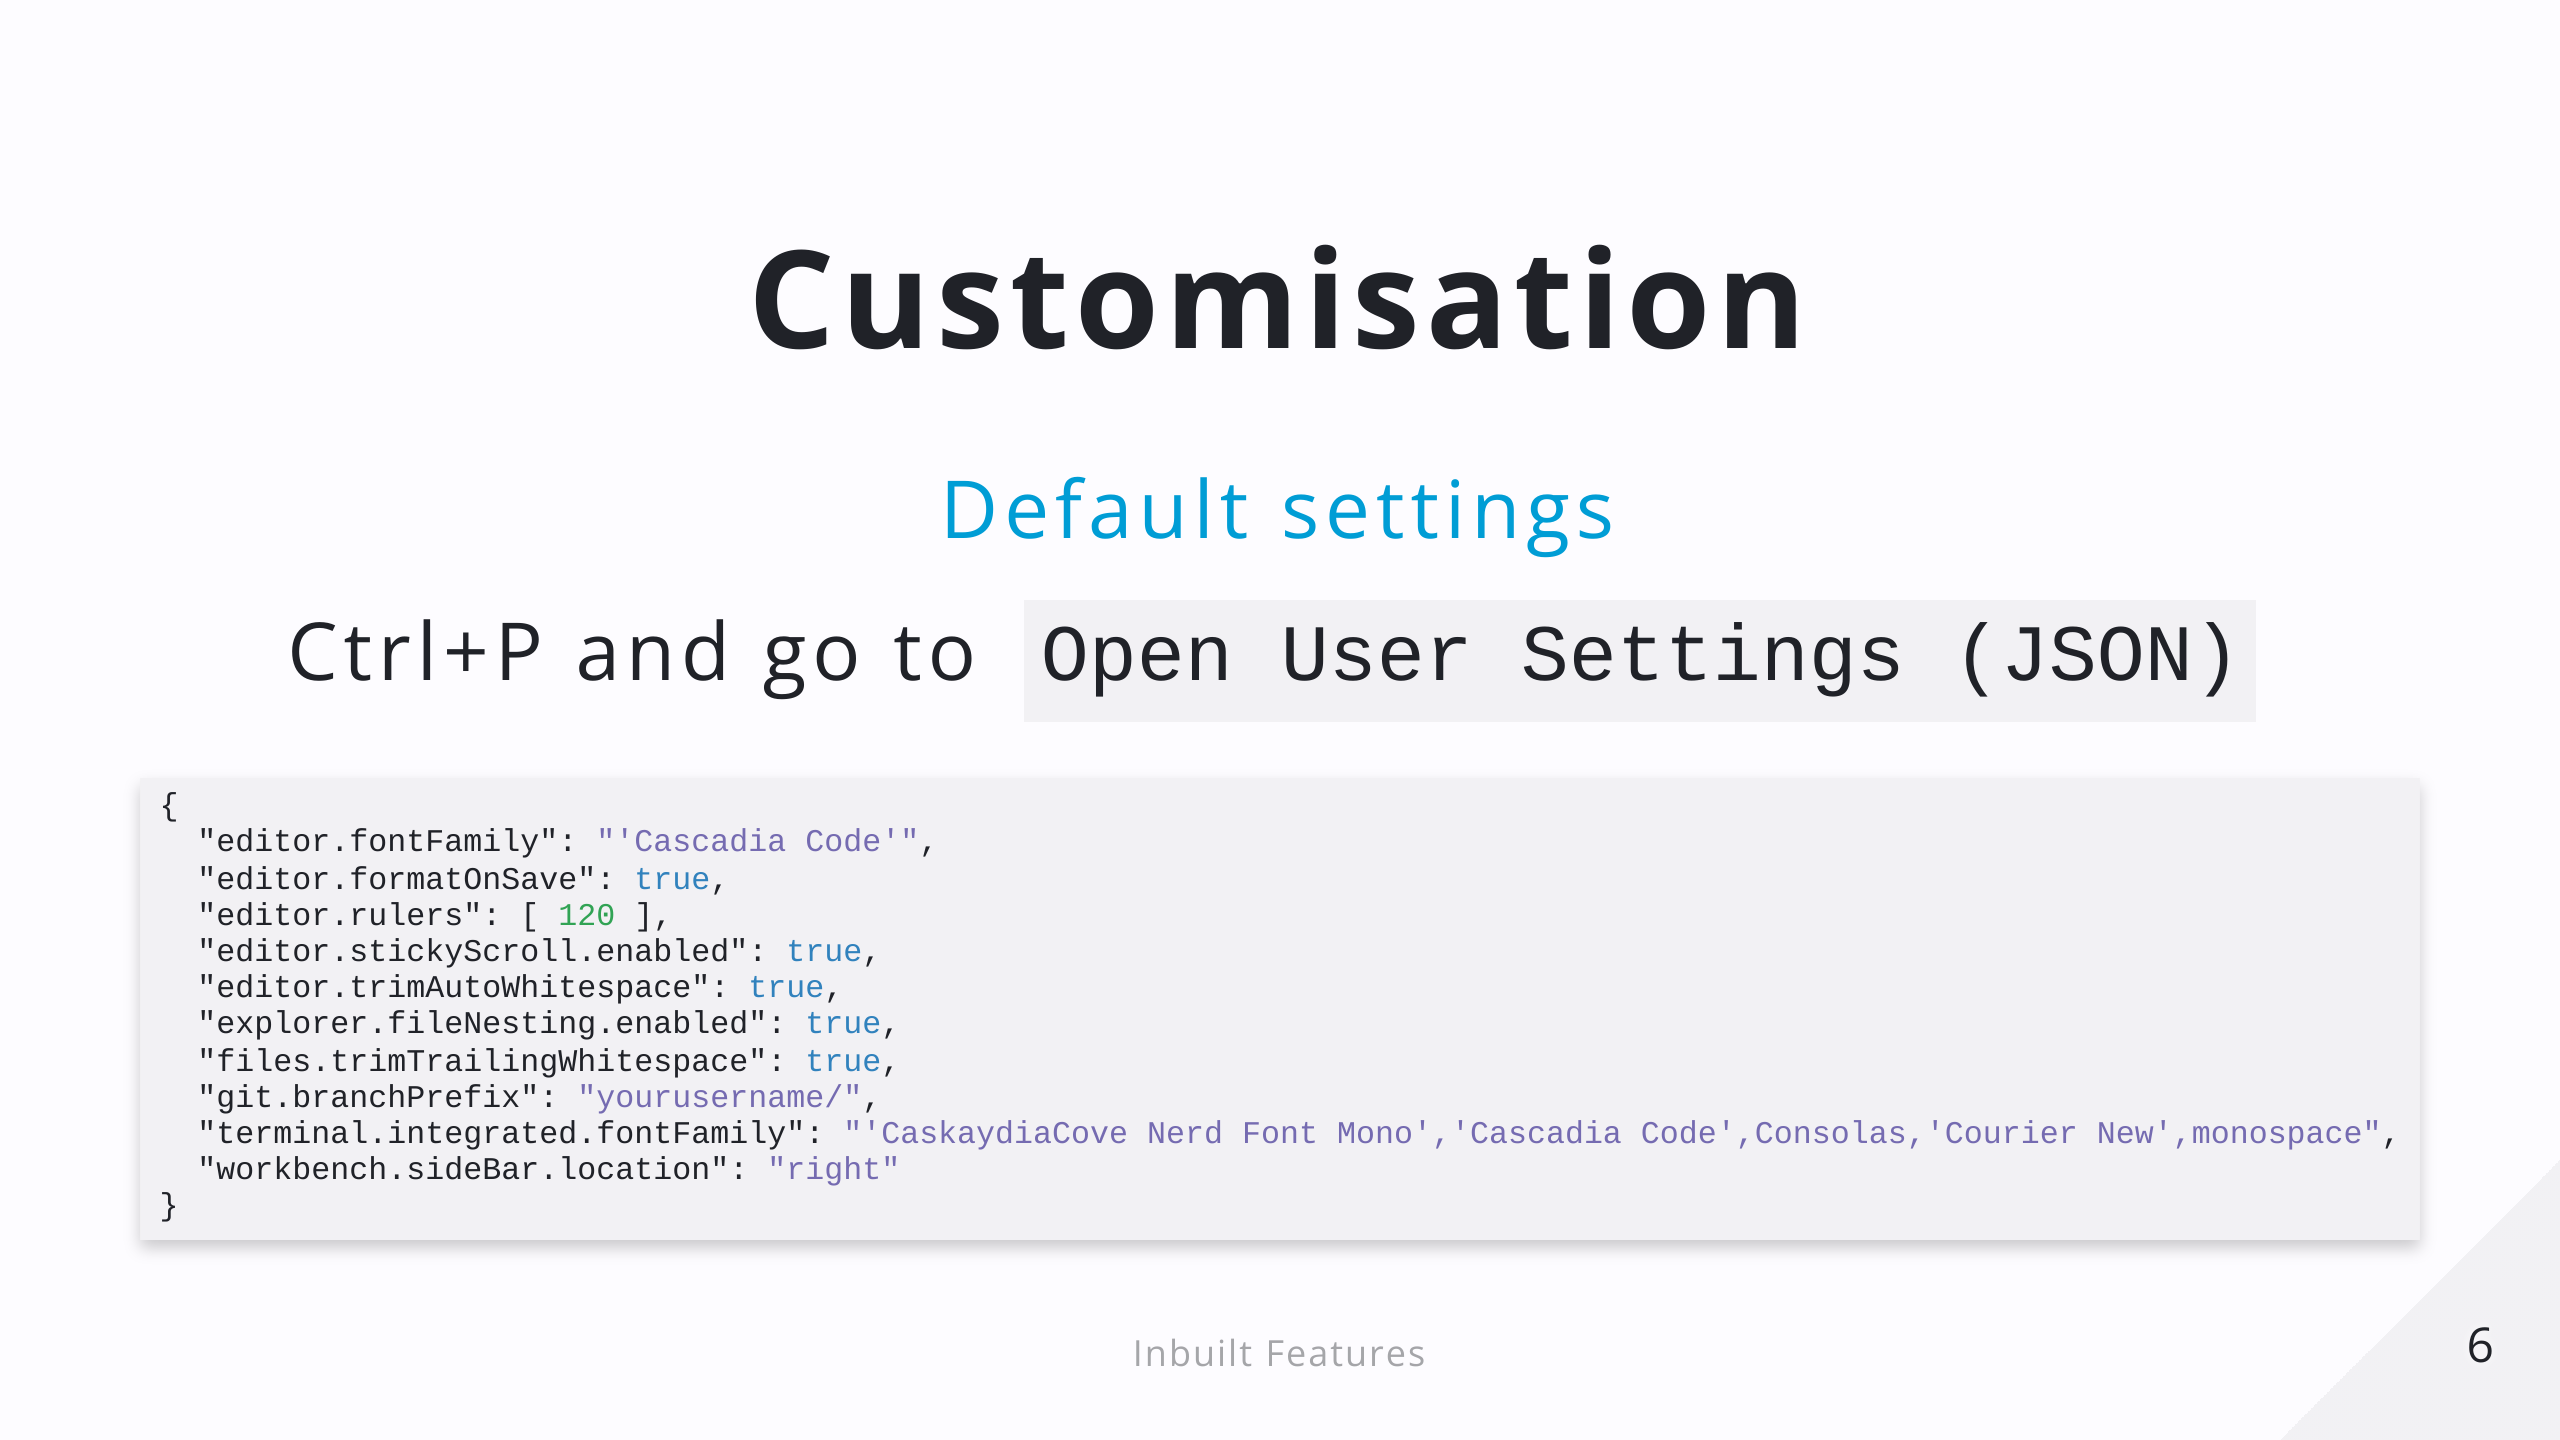 Customisation
Default settings
Ctrl+P and go to Open User Settings (JSON)
{
  "editor.fontFamily": "'Cascadia Code'",
  "editor.formatOnSave": true,
  "editor.rulers": [ 120 ],
  "editor.stickyScroll.enabled": true,
  "editor.trimAutoWhitespace": true,
  "explorer.fileNesting.enabled": true,
  "files.trimTrailingWhitespace": true,
  "git.branchPrefix": "yourusername/",
  "terminal.integrated.fontFamily": "'CaskaydiaCove Nerd Font Mono','Cascadia Code',Consolas,'Courier New',monospace",
  "workbench.sideBar.location": "right"
}
Inbuilt Features
6